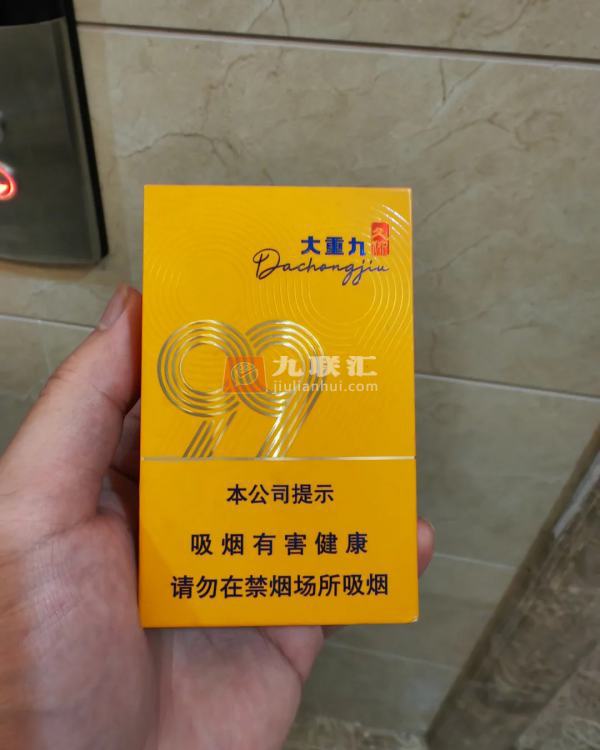 大重九
Dachongjiu
99
九联汇
jiulianhui.com
本公司提示
吸烟有害健康
请勿在禁烟场所吸烟